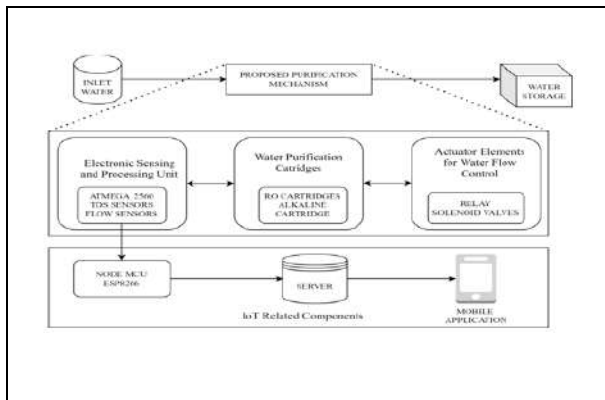 INLET
WATER
PROPOSED PURIFICATION
MECHANISM
WATER
STORAGE
Electronic Sensing
and Processing Unit
ATMEGA 2560
TDS SENSORS
FLOW SENSORS
Water Purification
Catridges
RO CARTRIDGES
ALKALINE
CARTRIDGE
Actuator Elements
for Water Flow
Control
RELAY
SOLENOID VALVES
NODE MCU
ESP8266
SERVER
MOBILE
APPLICATION
IoT Related Components